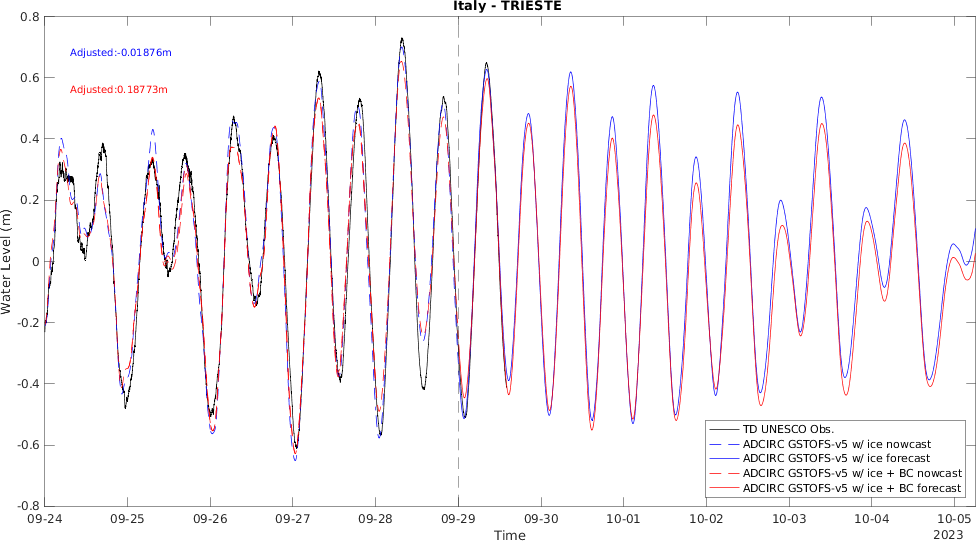 Italy - TRIESTE
0.8
0.6
0.4
0.2
0
-0.2
-0.4
-0.6
-0.8
Water Level (m)
Adjusted:-0.01876m
Adjusted:0.18773m
TD UNESCO Obs.
ADCIRC GSTOFS-v5 w/ ice nowcast
ADCIRC GSTOFS-v5 w/ ice forecast
ADCIRC GSTOFS-v5 w/ ice + BC nowcast
ADCIRC GSTOFS-v5 w/ ice + BC forecast
09-24 09-25 09-26 09-27 09-28 09-29 09-30 10-01 10-02 10-03 10-04 10-05
Time
2023